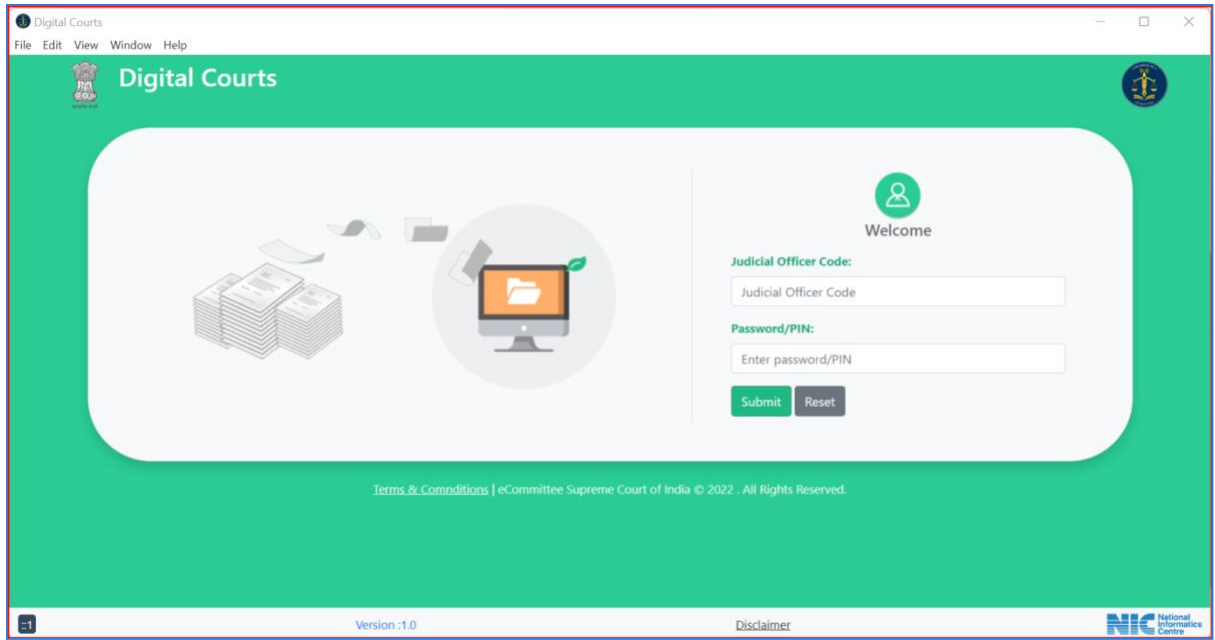 Digital Courts
File Edit View Window Help
Digital Courts
Welcome
Judicial Officer Code:
Judicial Officer Code
Password/PIN:
Enter password/PIN
Submit Reset
Terms & Comnditions | eCommittee Supreme Court of India © 2022 . All Rights Reserved.
::1 Version :1.0 Disclaimer NIC National Informatics Centre